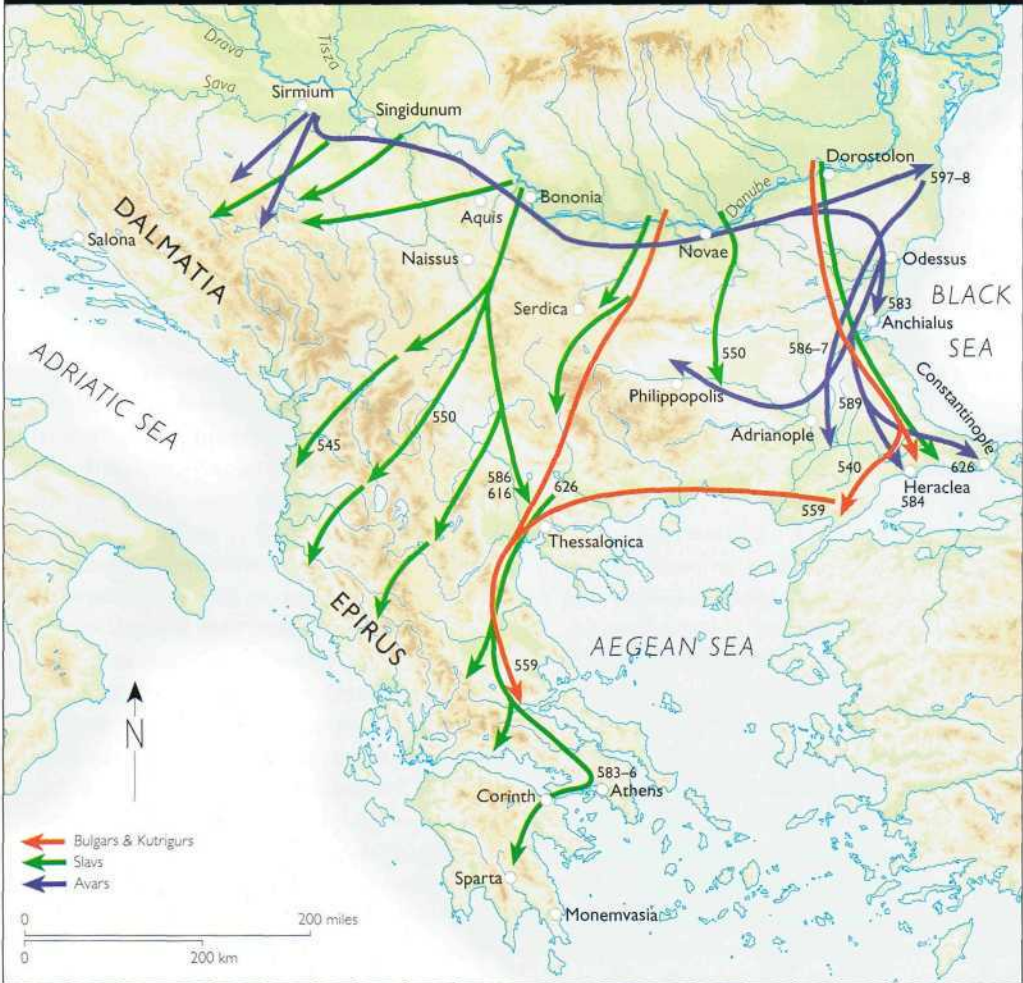 Drava
Tisza
Sava
Sirmium
Singidunum
Dorostolon
597–8
Danube
Bononia
Aquis
DALMATIA
Salona
Novae
Naissus
Odessus
BLACK
SEA
583
Serdica
Anchialus
ADRIATIC SEA
550
586–7
Constantinople
Philippopolis
589
550
Adrianople
545
540
626
586
616
626
Heraclea
584
559
Thessalonica
EPIRUS
AEGEAN SEA
559
N
583–6
Corinth
Athens
Bulgars & Kutrigurs
Slavs
Avars
Sparta
Monemvasia
0
200 miles
0
200 km